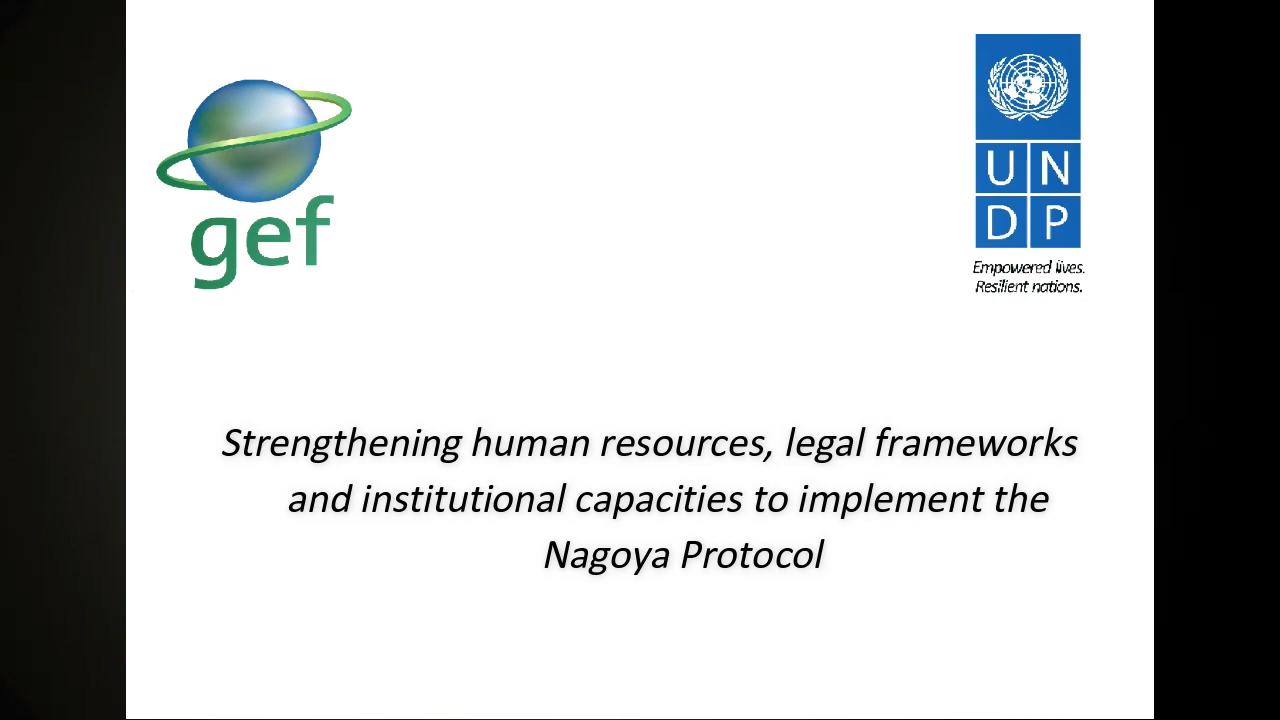 gef
U N
D P
Empowered lives.
Resilient nations.
Strengthening human resources, legal frameworks
and institutional capacities to implement the
Nagoya Protocol